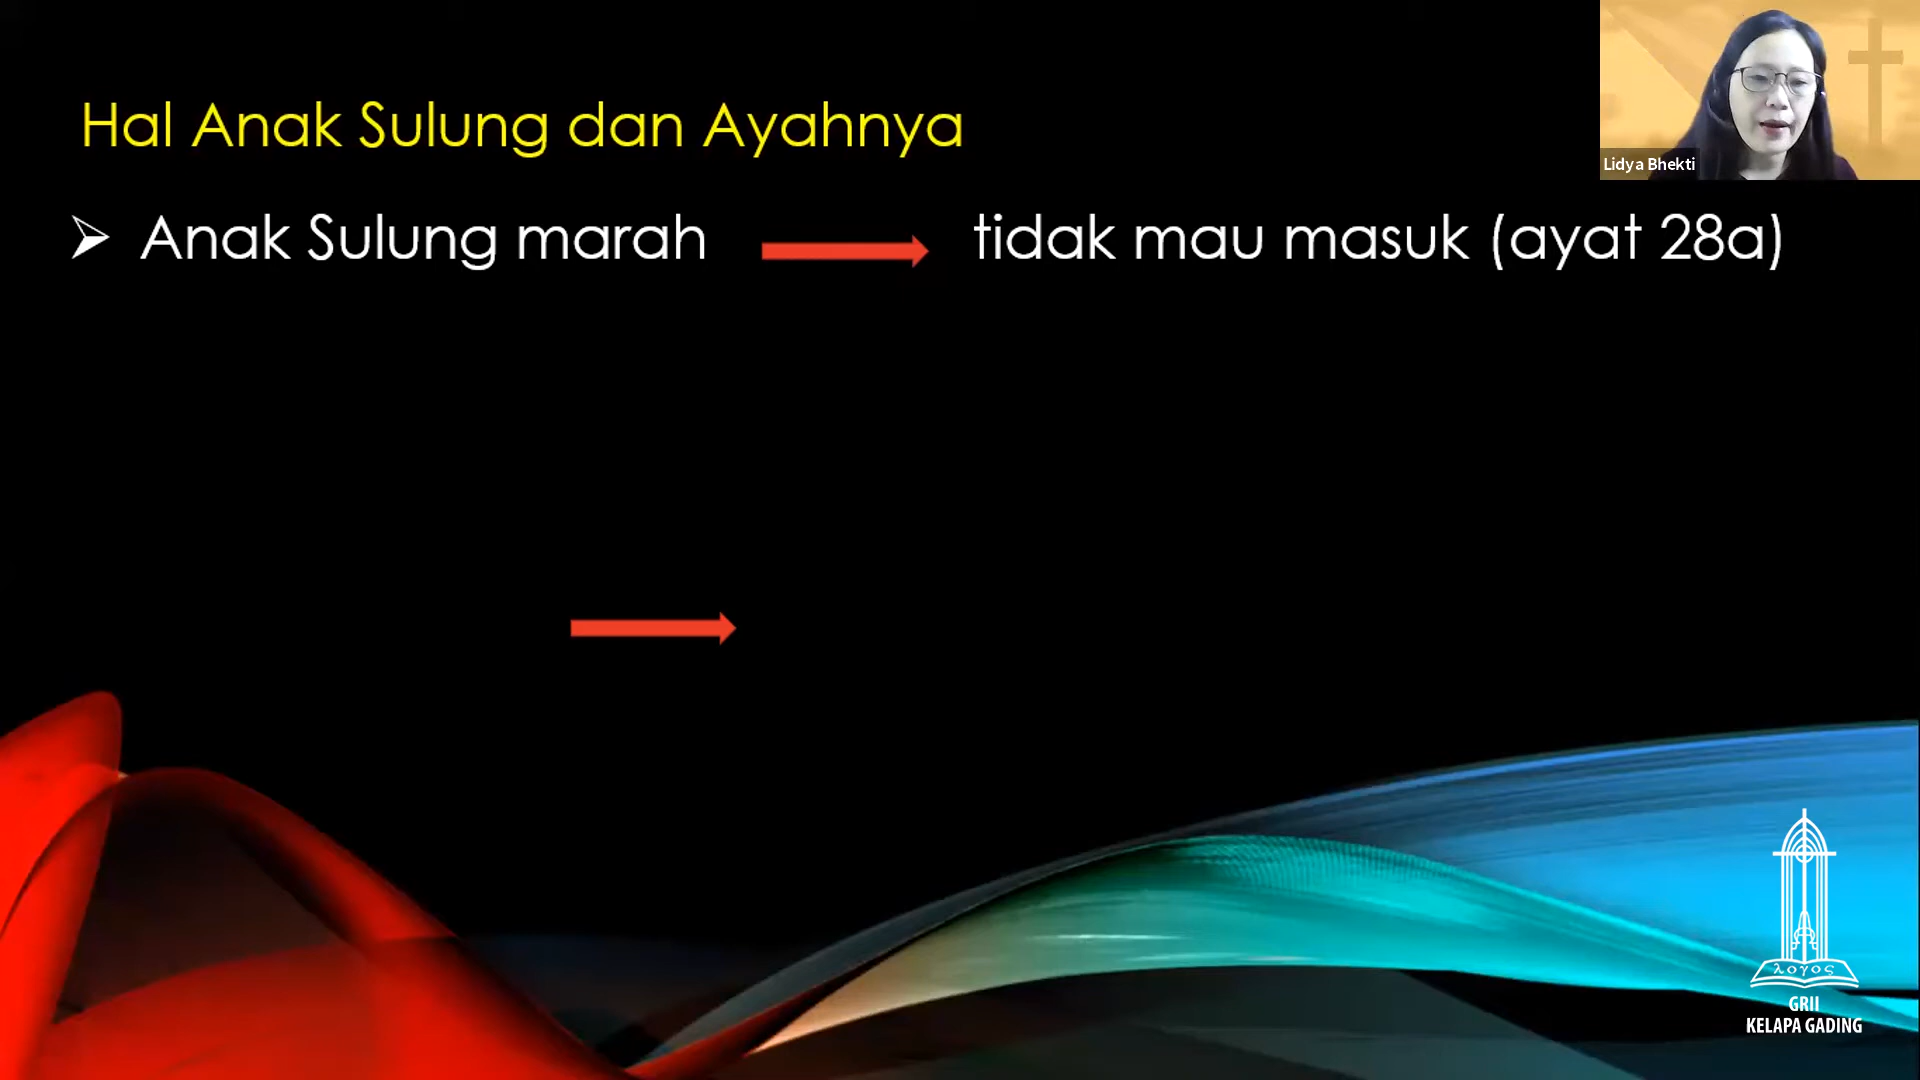 Hal Anak Sulung dan Ayahnya
Lidya Bhekti
➢ Anak Sulung marah → tidak mau masuk (ayat 28a)
λογος
GRII
KELAPA GADING